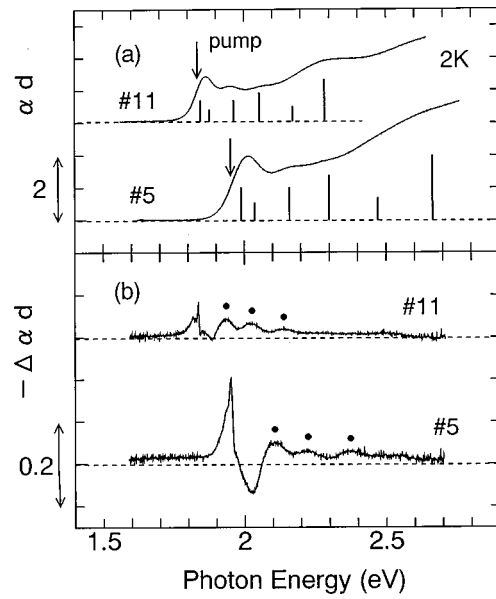 (a)
pump
2K
α d
#11
2
#5
(b)
#11
− Δ α d
#5
0.2
1.5 2 2.5
Photon Energy (eV)